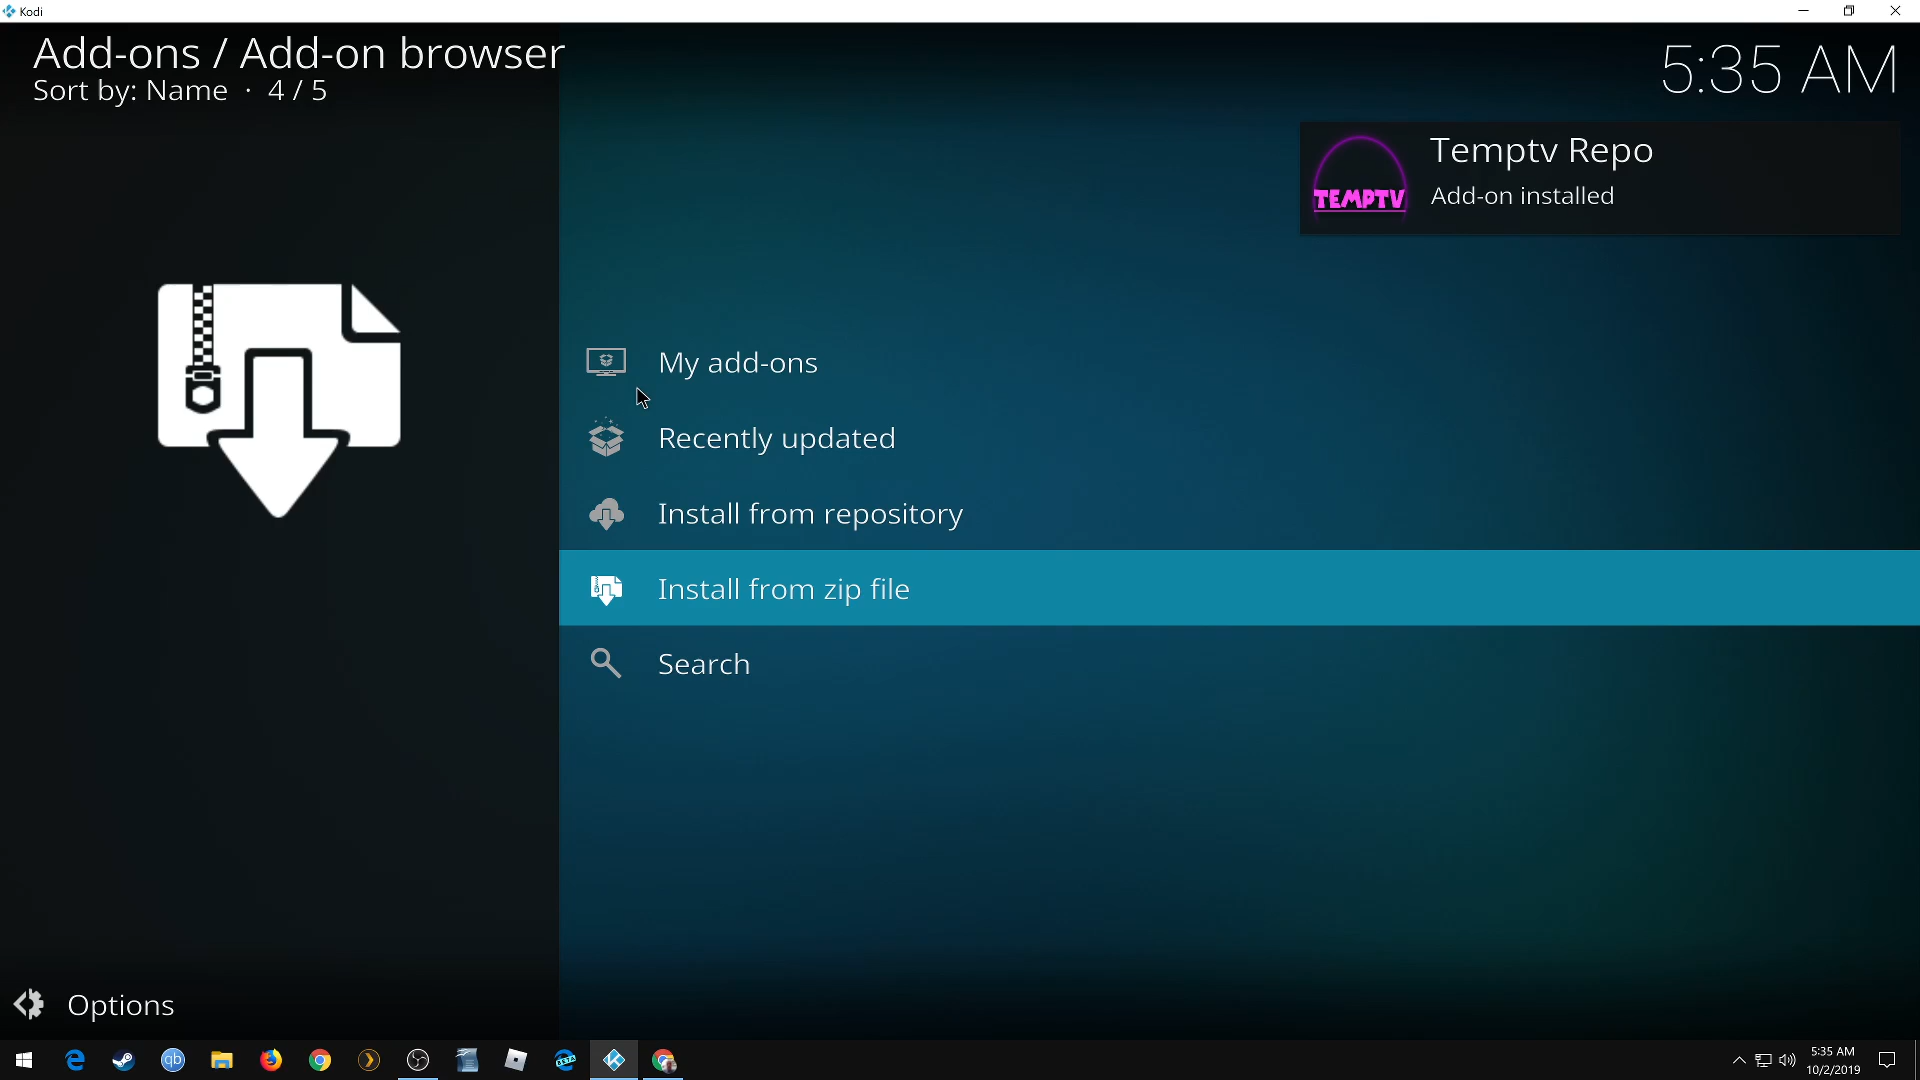 Kodi
Add-ons / Add-on browser
Sort by: Name · 4 / 5
5:35 AM
TEMPTV
Temptv Repo
Add-on installed
My add-ons
Recently updated
Install from repository
Install from zip file
Search
Options
qb
BETA
5:35 AM
10/2/2019